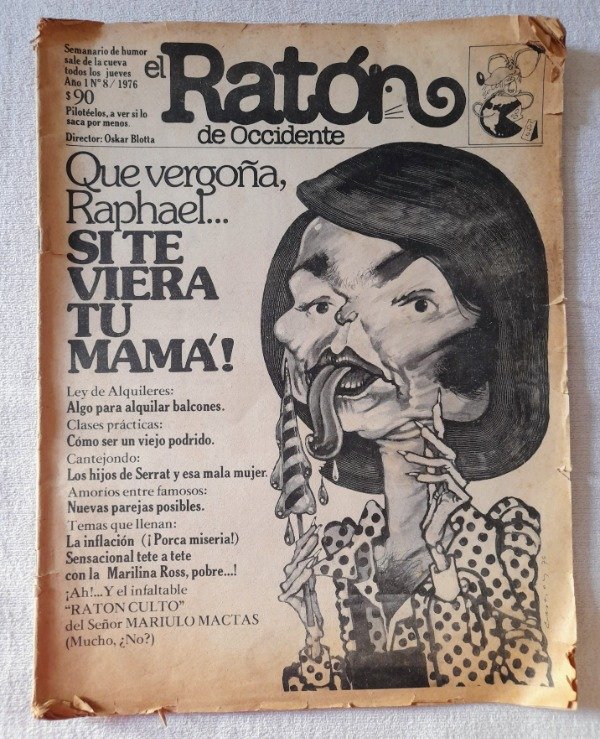 Semanario de humor
sale de la cueva
todos los jueves
Año 1 Nº 8 / 1976
$ 90
Pilotéelos, a ver si lo
saca por menos.
Director: Oskar Blotta
el Ratón
de Occidente
Que vergoña,
Raphael...
SI TE
VIERA
TU
MAMÁ!
Ley de Alquileres:
Algo para alquilar balcones.
Clases prácticas:
Cómo ser un viejo podrido.
Cantejondo:
Los hijos de Serrat y esa mala mujer.
Amoríos entre famosos:
Nuevas parejas posibles.
Temas que llenan:
La inflación (¡Porca miseria!)
Sensacional tete a tete
con la Marilina Ross, pobre...!
¡Ah!...Y el infaltable
“RATON CULTO”
del Señor MARIULO MACTAS
(Mucho, ¿No?)